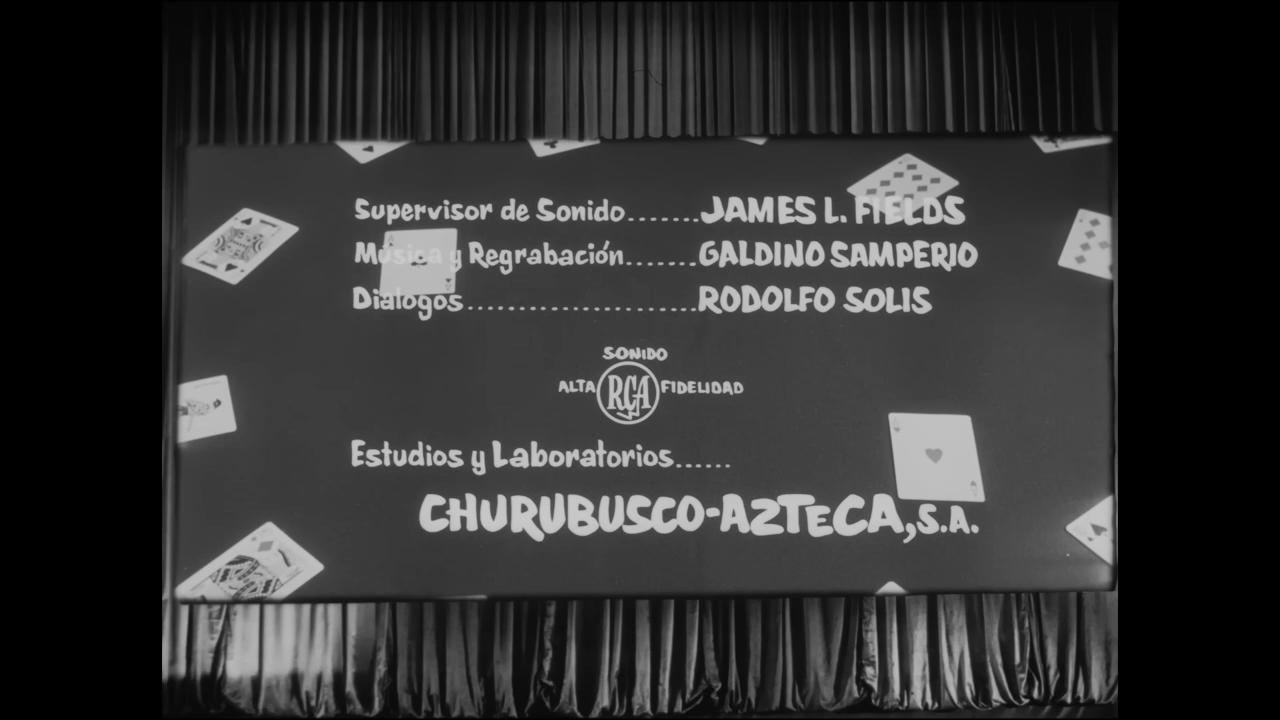 Supervisor de Sonido.......JAMES L. FIELDS
Música y Regrabación.......GALDINO SAMPERIO
Dialogos.......................RODOLFO SOLIS
SONIDO
ALTA RCA FIDELIDAD
Estudios y Laboratorios......
CHURUBUSCO-AZTECA, S.A.